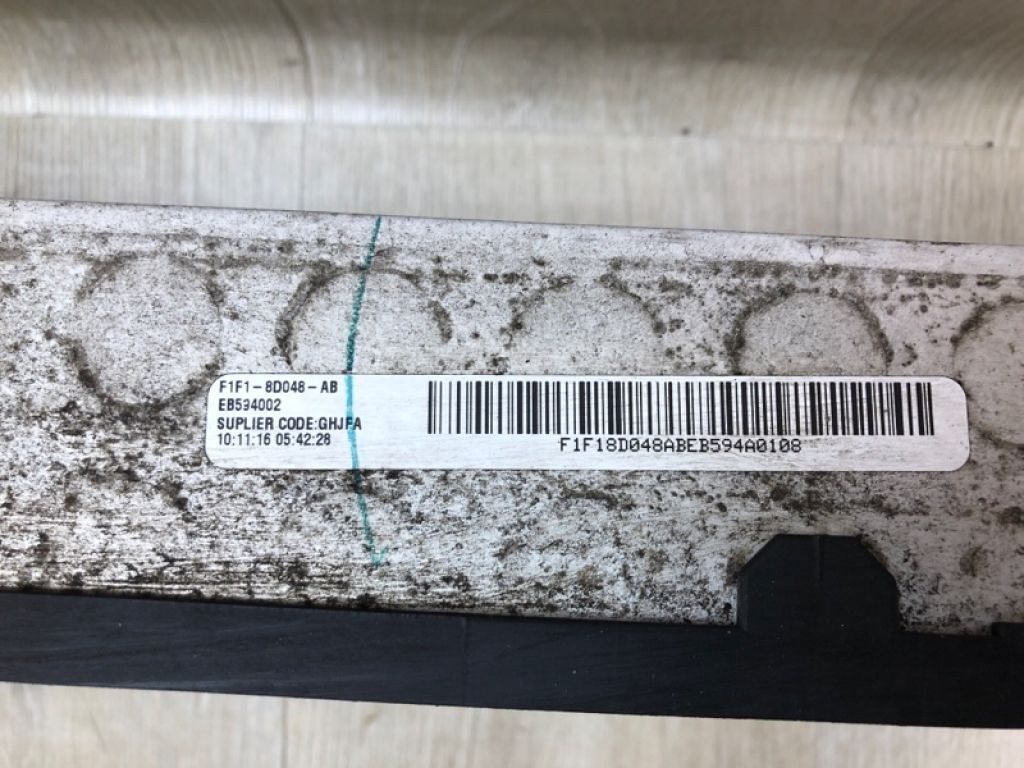 F1F1-8D048-AB
EB594002
SUPLIER CODE:GHJFA
10:11:16 05:42:28
F1F18D048ABEB594A0108